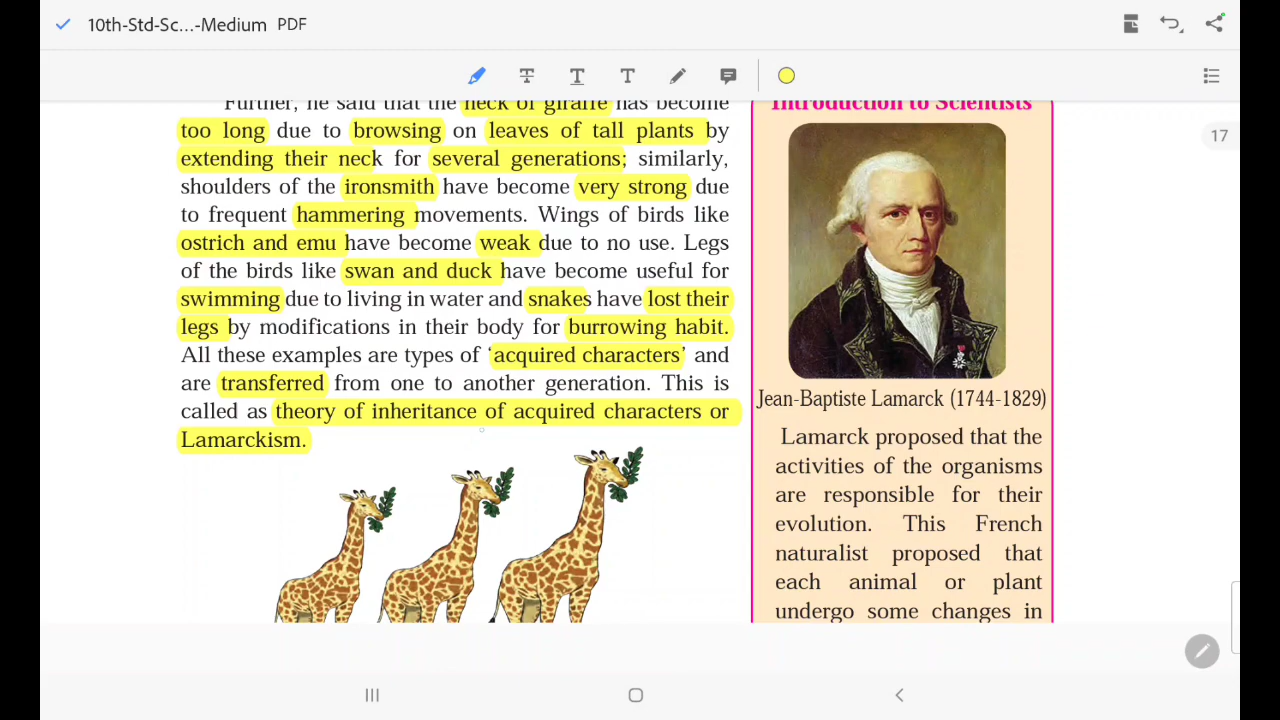 10th-Std-Sc...-Medium PDF
Further, he said that the neck of giraffe has become
too long due to browsing on leaves of tall plants by
extending their neck for several generations; similarly,
shoulders of the ironsmith have become very strong due
to frequent hammering movements. Wings of birds like
ostrich and emu have become weak due to no use. Legs
of the birds like swan and duck have become useful for
swimming due to living in water and snakes have lost their
legs by modifications in their body for burrowing habit.
All these examples are types of ‘acquired characters’ and
are transferred from one to another generation. This is
called as theory of inheritance of acquired characters or
Lamarckism.
Introduction to Scientists
17
Jean-Baptiste Lamarck (1744-1829)
Lamarck proposed that the
activities of the organisms
are responsible for their
evolution. This French
naturalist proposed that
each animal or plant
undergo some changes in